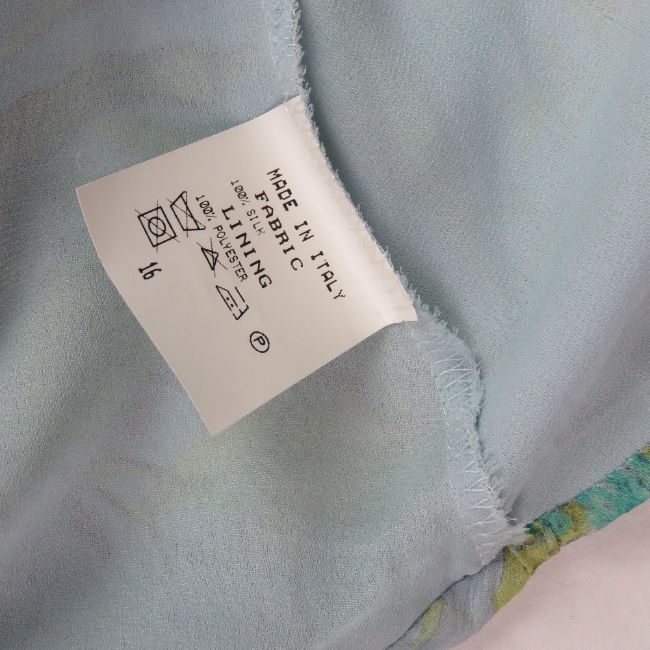 MADE IN ITALY
FABRIC
100% SILK
LINING
100% POLYESTER
P
16